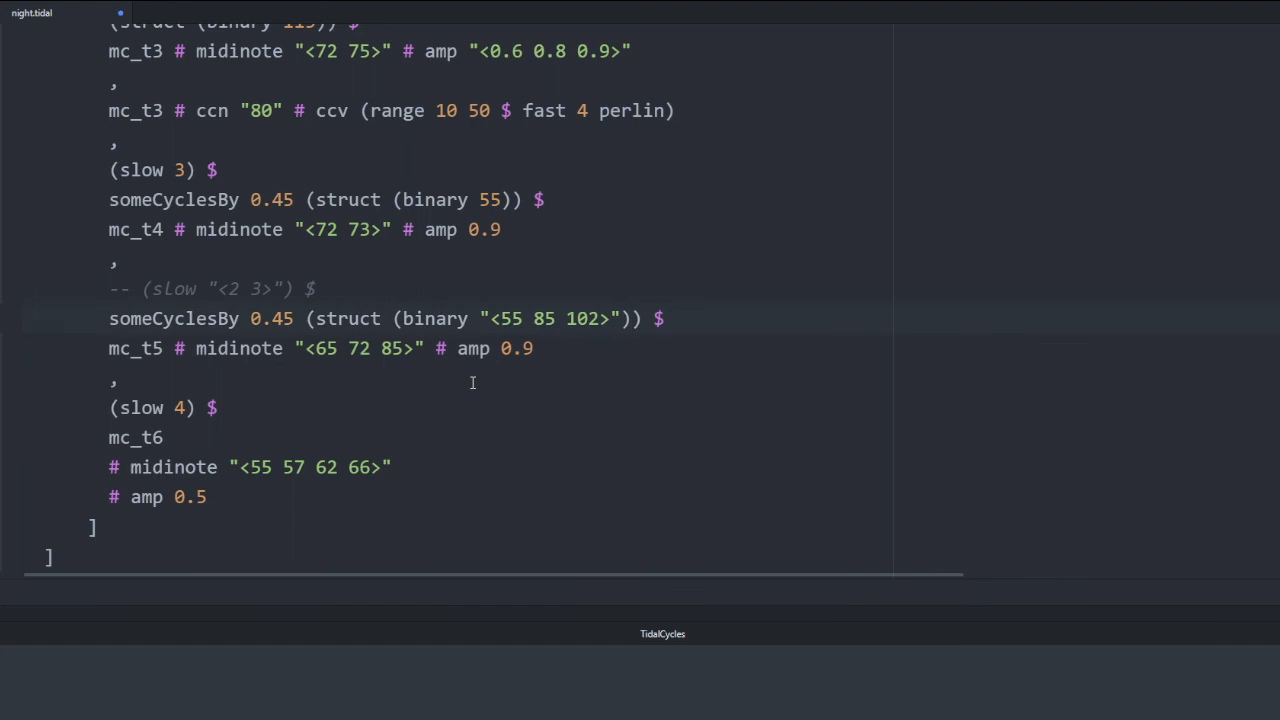 night.tidal
(struct (binary 119)) $
mc_t3 # midinote "<72 75>" # amp "<0.6 0.8 0.9>"
,
mc_t3 # ccn "80" # ccv (range 10 50 $ fast 4 perlin)
,
(slow 3) $
someCyclesBy 0.45 (struct (binary 55)) $
mc_t4 # midinote "<72 73>" # amp 0.9
,
-- (slow "<2 3>") $
someCyclesBy 0.45 (struct (binary "<55 85 102>")) $
mc_t5 # midinote "<65 72 85>" # amp 0.9
,
(slow 4) $
mc_t6
# midinote "<55 57 62 66>"
# amp 0.5
]
]
TidalCycles